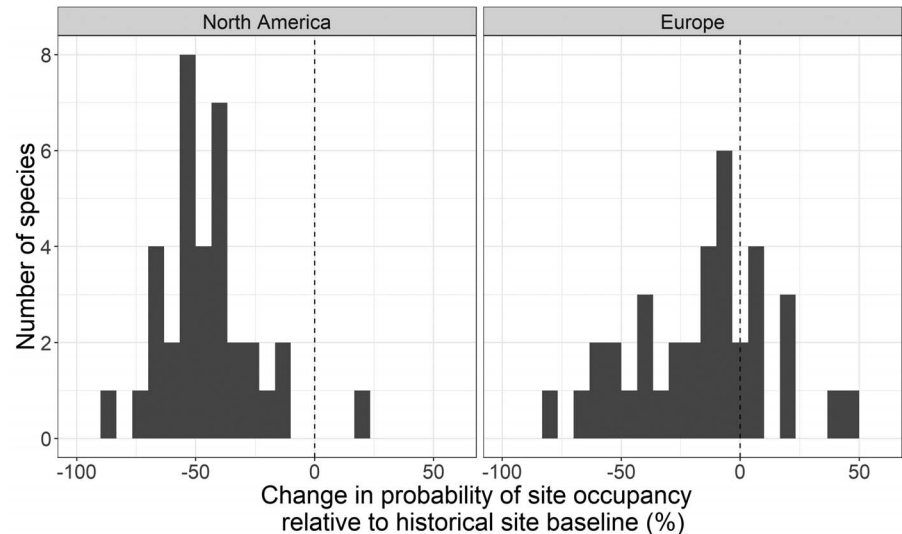 North America
Europe
Number of species
8
6
4
2
0
-100
-50
0
50
-100
-50
0
50
Change in probability of site occupancy
relative to historical site baseline (%)